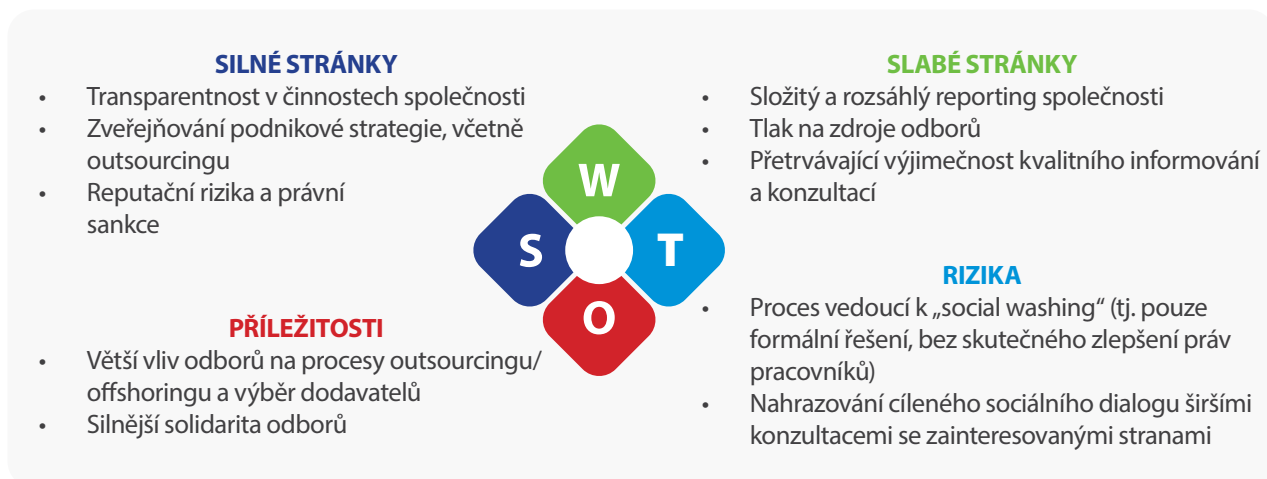 SILNÉ STRÁNKY
• Transparentnost v činnostech společnosti
• Zveřejňování podnikové strategie, včetně
outsourcingu
• Reputační rizika a právní
sankce
SLABÉ STRÁNKY
• Složitý a rozsáhlý reporting společnosti
• Tlak na zdroje odborů
• Přetrvávající výjimečnost kvalitního informování
a konzultací
W
S
T
O
PŘÍLEŽITOSTI
• Větší vliv odborů na procesy outsourcingu/
offshoringu a výběr dodavatelů
• Silnější solidarita odborů
RIZIKA
• Proces vedoucí k „social washing“ (tj. pouze
formální řešení, bez skutečného zlepšení práv
pracovníků)
• Nahrazování cíleného sociálního dialogu širšími
konzultacemi se zainteresovanými stranami